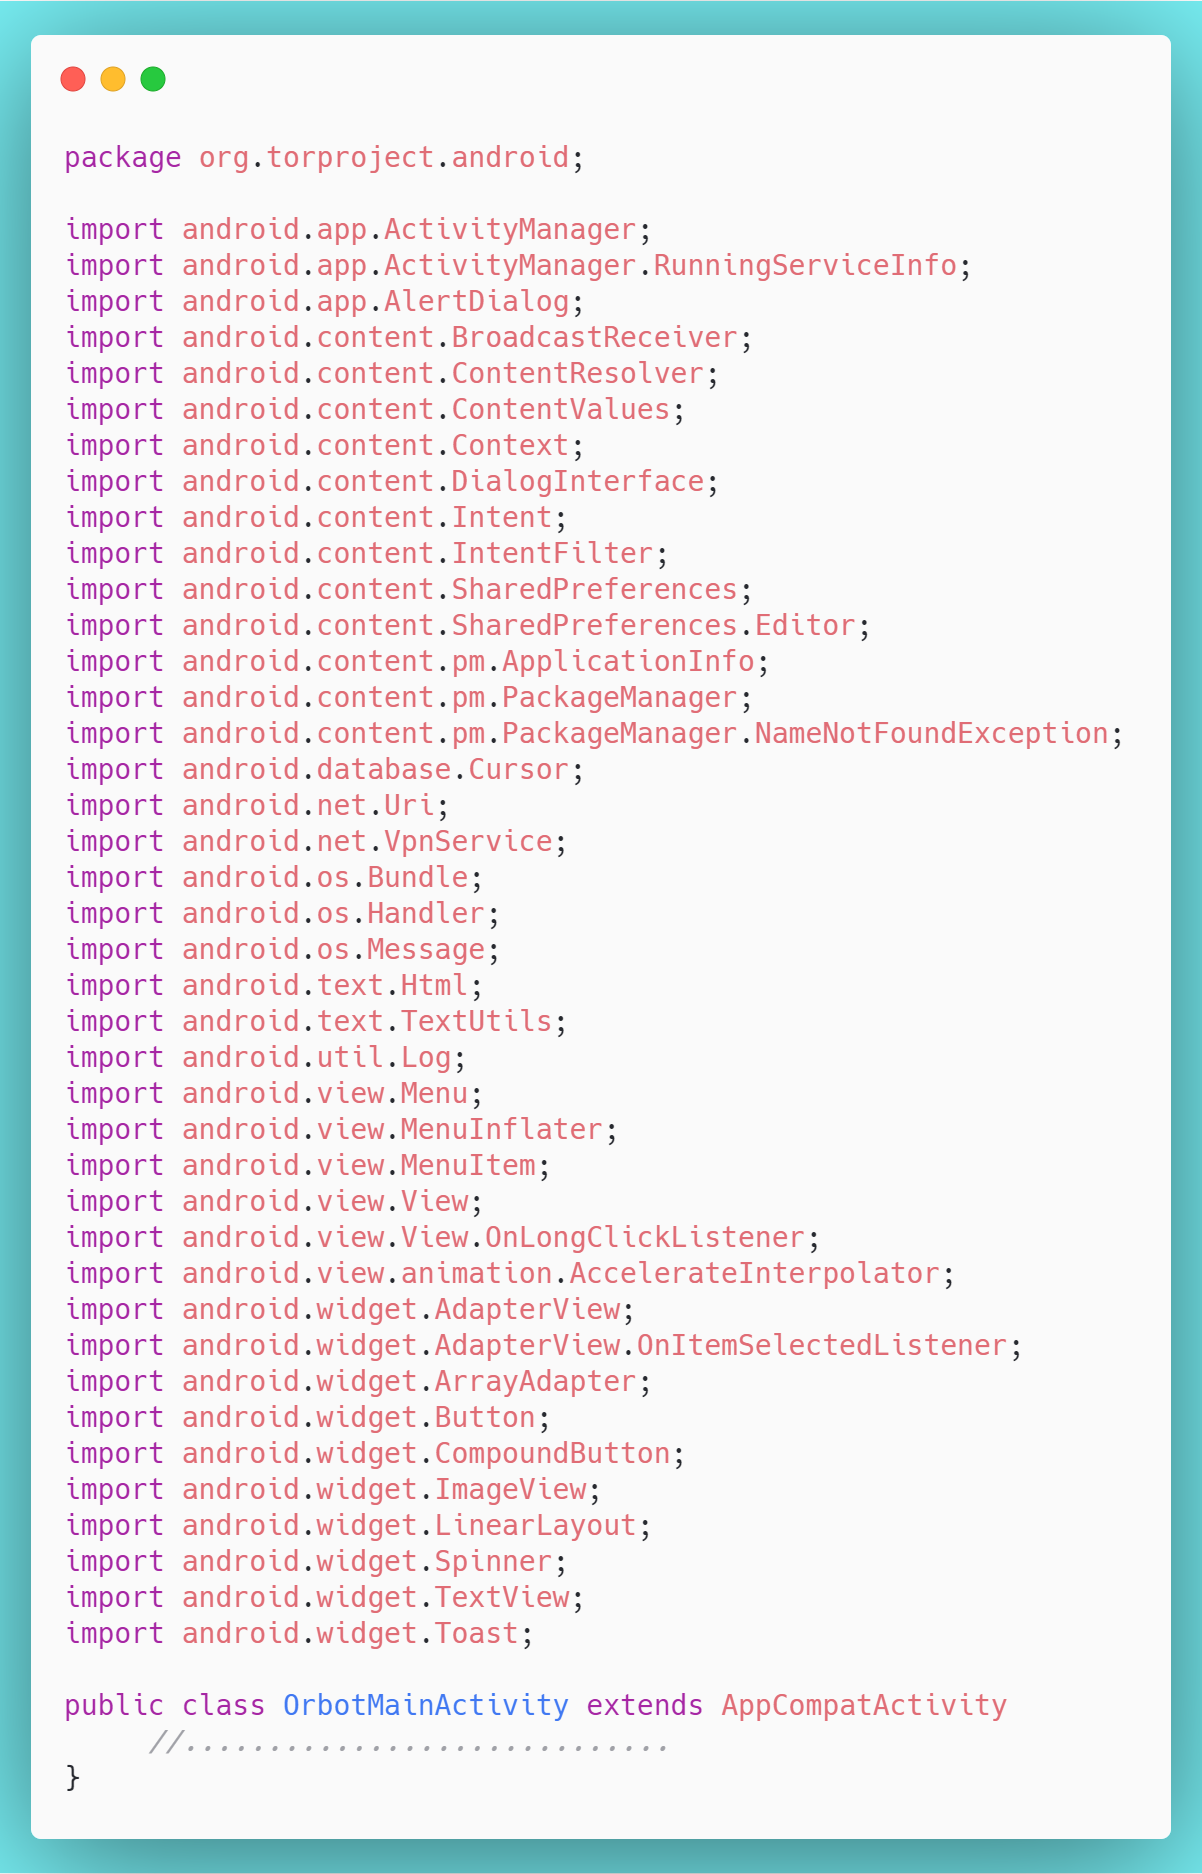 package org.torproject.android;
import android.app.ActivityManager;
import android.app.ActivityManager.RunningServiceInfo;
import android.app.AlertDialog;
import android.content.BroadcastReceiver;
import android.content.ContentResolver;
import android.content.ContentValues;
import android.content.Context;
import android.content.DialogInterface;
import android.content.Intent;
import android.content.IntentFilter;
import android.content.SharedPreferences;
import android.content.SharedPreferences.Editor;
import android.content.pm.ApplicationInfo;
import android.content.pm.PackageManager;
import android.content.pm.PackageManager.NameNotFoundException;
import android.database.Cursor;
import android.net.Uri;
import android.net.VpnService;
import android.os.Bundle;
import android.os.Handler;
import android.os.Message;
import android.text.Html;
import android.text.TextUtils;
import android.util.Log;
import android.view.Menu;
import android.view.MenuInflater;
import android.view.MenuItem;
import android.view.View;
import android.view.View.OnLongClickListener;
import android.view.animation.AccelerateInterpolator;
import android.widget.AdapterView;
import android.widget.AdapterView.OnItemSelectedListener;
import android.widget.ArrayAdapter;
import android.widget.Button;
import android.widget.CompoundButton;
import android.widget.ImageView;
import android.widget.LinearLayout;
import android.widget.Spinner;
import android.widget.TextView;
import android.widget.Toast;
public class OrbotMainActivity extends AppCompatActivity
//.............................
}